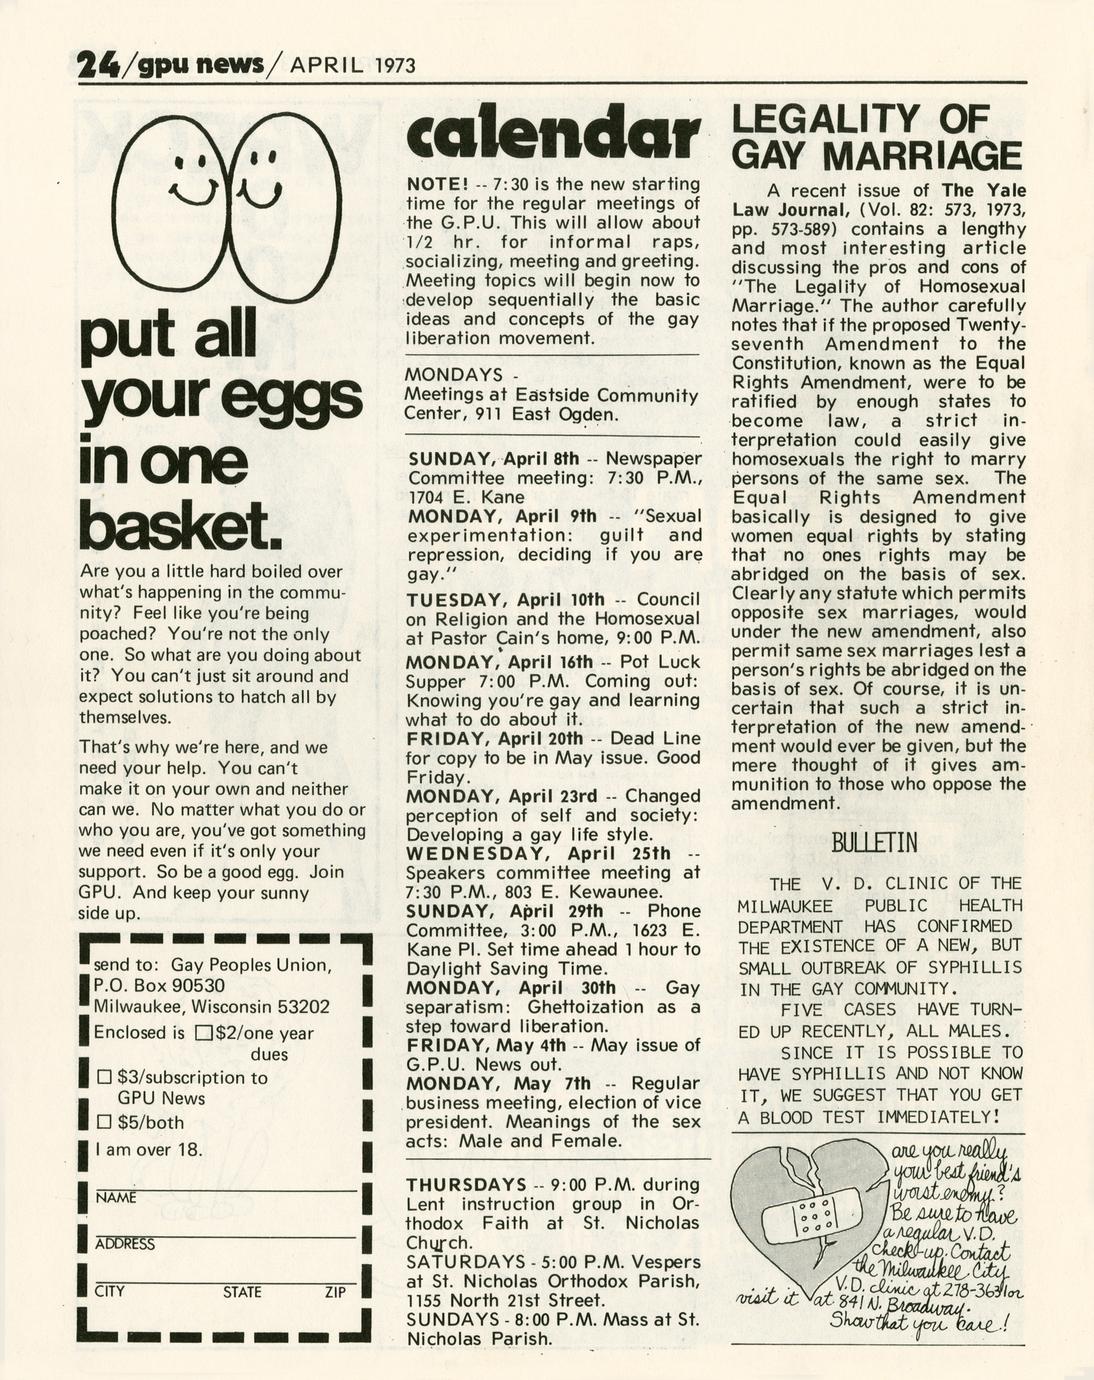 24/gpu news/APRIL 1973
put all
your eggs
in one
basket.
Are you a little hard boiled over
what's happening in the commu-
nity?  Feel like you're being
poached?  You're not the only
one.  So what are you doing about
it?  You can't just sit around and
expect solutions to hatch all by
themselves.
That's why we're here, and we
need your help.  You can't
make it on your own and neither
can we.  No matter what you do or
who you are, you've got something
we need even if it's only your
support.  So be a good egg.  Join
GPU.  And keep your sunny
side up.
send to:  Gay Peoples Union,
P.O. Box 90530
Milwaukee, Wisconsin 53202
Enclosed is □$2/one year
dues
□ $3/subscription to
GPU News
□ $5/both
I am over 18.
NAME
ADDRESS
CITY STATE ZIP
calendar
NOTE! -- 7:30 is the new starting
time for the regular meetings of
the G.P.U. This will allow about
1/2 hr. for informal raps,
socializing, meeting and greeting.
Meeting topics will begin now to
develop sequentially the basic
ideas and concepts of the gay
liberation movement.
MONDAYS -
Meetings at Eastside Community
Center, 911 East Ogden.
SUNDAY, April 8th -- Newspaper
Committee meeting: 7:30 P.M.,
1704 E. Kane
MONDAY, April 9th -- "Sexual
experimentation: guilt and
repression, deciding if you are
gay."
TUESDAY, April 10th -- Council
on Religion and the Homosexual
at Pastor Cain's home, 9:00 P.M.
MONDAY, April 16th -- Pot Luck
Supper 7:00 P.M. Coming out:
Knowing you're gay and learning
what to do about it.
FRIDAY, April 20th -- Dead Line
for copy to be in May issue. Good
Friday.
MONDAY, April 23rd -- Changed
perception of self and society:
Developing a gay life style.
WEDNESDAY, April 25th --
Speakers committee meeting at
7:30 P.M., 803 E. Kewaunee.
SUNDAY, April 29th -- Phone
Committee, 3:00 P.M., 1623 E.
Kane Pl. Set time ahead 1 hour to
Daylight Saving Time.
MONDAY, April 30th -- Gay
separatism: Ghettoization as a
step toward liberation.
FRIDAY, May 4th -- May issue of
G.P.U. News out.
MONDAY, May 7th -- Regular
business meeting, election of vice
president. Meanings of the sex
acts: Male and Female.
THURSDAYS -- 9:00 P.M. during
Lent instruction group in Or-
thodox Faith at St. Nicholas
Church.
SATURDAYS - 5:00 P.M. Vespers
at St. Nicholas Orthodox Parish,
1155 North 21st Street.
SUNDAYS - 8:00 P.M. Mass at St.
Nicholas Parish.
LEGALITY OF
GAY MARRIAGE
A recent issue of The Yale
Law Journal, (Vol. 82: 573, 1973,
pp. 573-589) contains a lengthy
and most interesting article
discussing the pros and cons of
"The Legality of Homosexual
Marriage." The author carefully
notes that if the proposed Twenty-
seventh Amendment to the
Constitution, known as the Equal
Rights Amendment, were to be
ratified by enough states to
become law, a strict in-
terpretation could easily give
homosexuals the right to marry
persons of the same sex. The
Equal Rights Amendment
basically is designed to give
women equal rights by stating
that no ones rights may be
abridged on the basis of sex.
Clearly any statute which permits
opposite sex marriages, would
under the new amendment, also
permit same sex marriages lest a
person's rights be abridged on the
basis of sex. Of course, it is un-
certain that such a strict in-
terpretation of the new amend-
ment would ever be given, but the
mere thought of it gives am-
munition to those who oppose the
amendment.
BULLETIN
THE V. D. CLINIC OF THE
MILWAUKEE PUBLIC HEALTH
DEPARTMENT HAS CONFIRMED
THE EXISTENCE OF A NEW, BUT
SMALL OUTBREAK OF SYPHILLIS
IN THE GAY COMMUNITY.
FIVE CASES HAVE TURN-
ED UP RECENTLY, ALL MALES.
SINCE IT IS POSSIBLE TO
HAVE SYPHILLIS AND NOT KNOW
IT, WE SUGGEST THAT YOU GET
A BLOOD TEST IMMEDIATELY!
are you really
your best friend's
worst enemy?
Be sure to have
a regular V.D.
check-up. Contact
the Milwaukee City
V.D. clinic at 278-3631 or
visit it at 841 N. Broadway.
Show that you care!